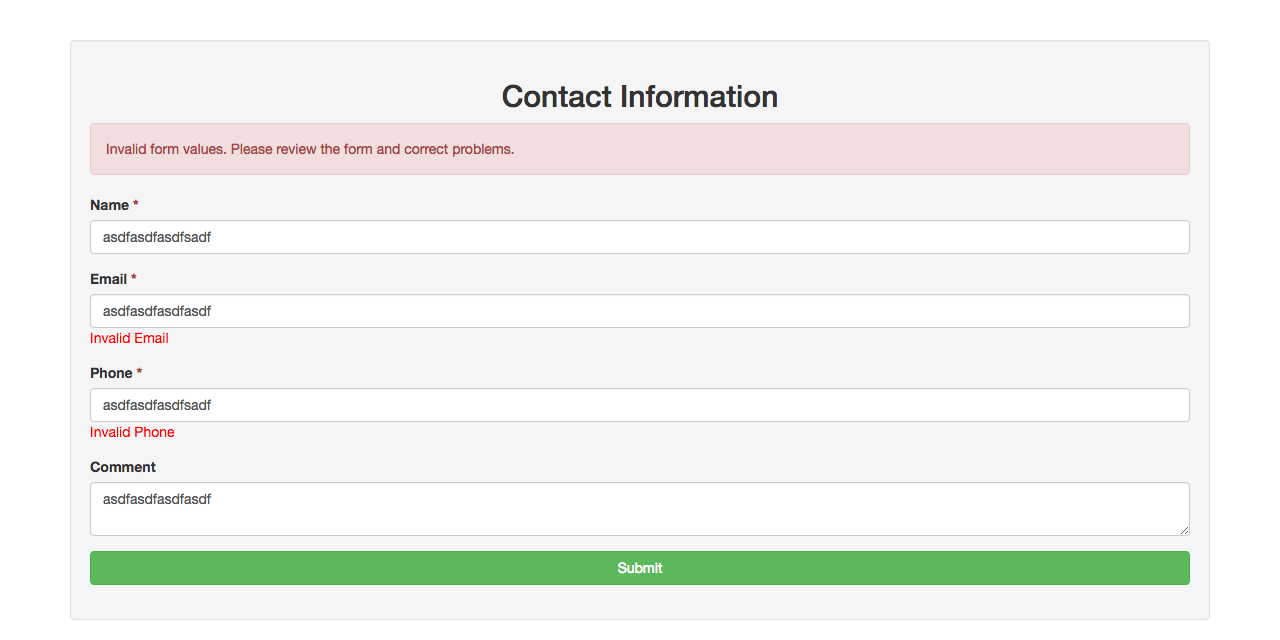 Contact Information
Invalid form values. Please review the form and correct problems.
Name *
asdfasdfasdfsadf
Email *
asdfasdfasdfasdf
Invalid Email
Phone *
asdfasdfasdfsadf
Invalid Phone
Comment
asdfasdfasdfasdf
Submit